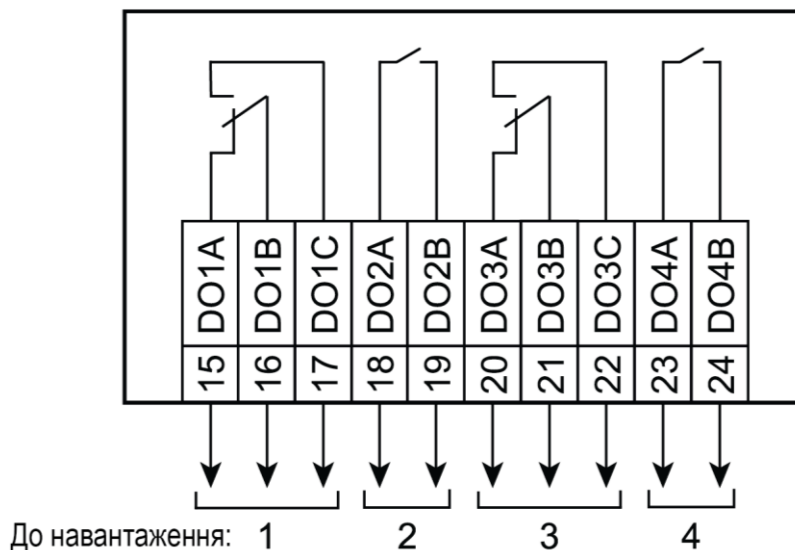 DO1A DO1B DO1C DO2A DO2B DO3A DO3B DO3C DO4A DO4B
15 16 17 18 19 20 21 22 23 24
До навантаження: 1 2 3 4